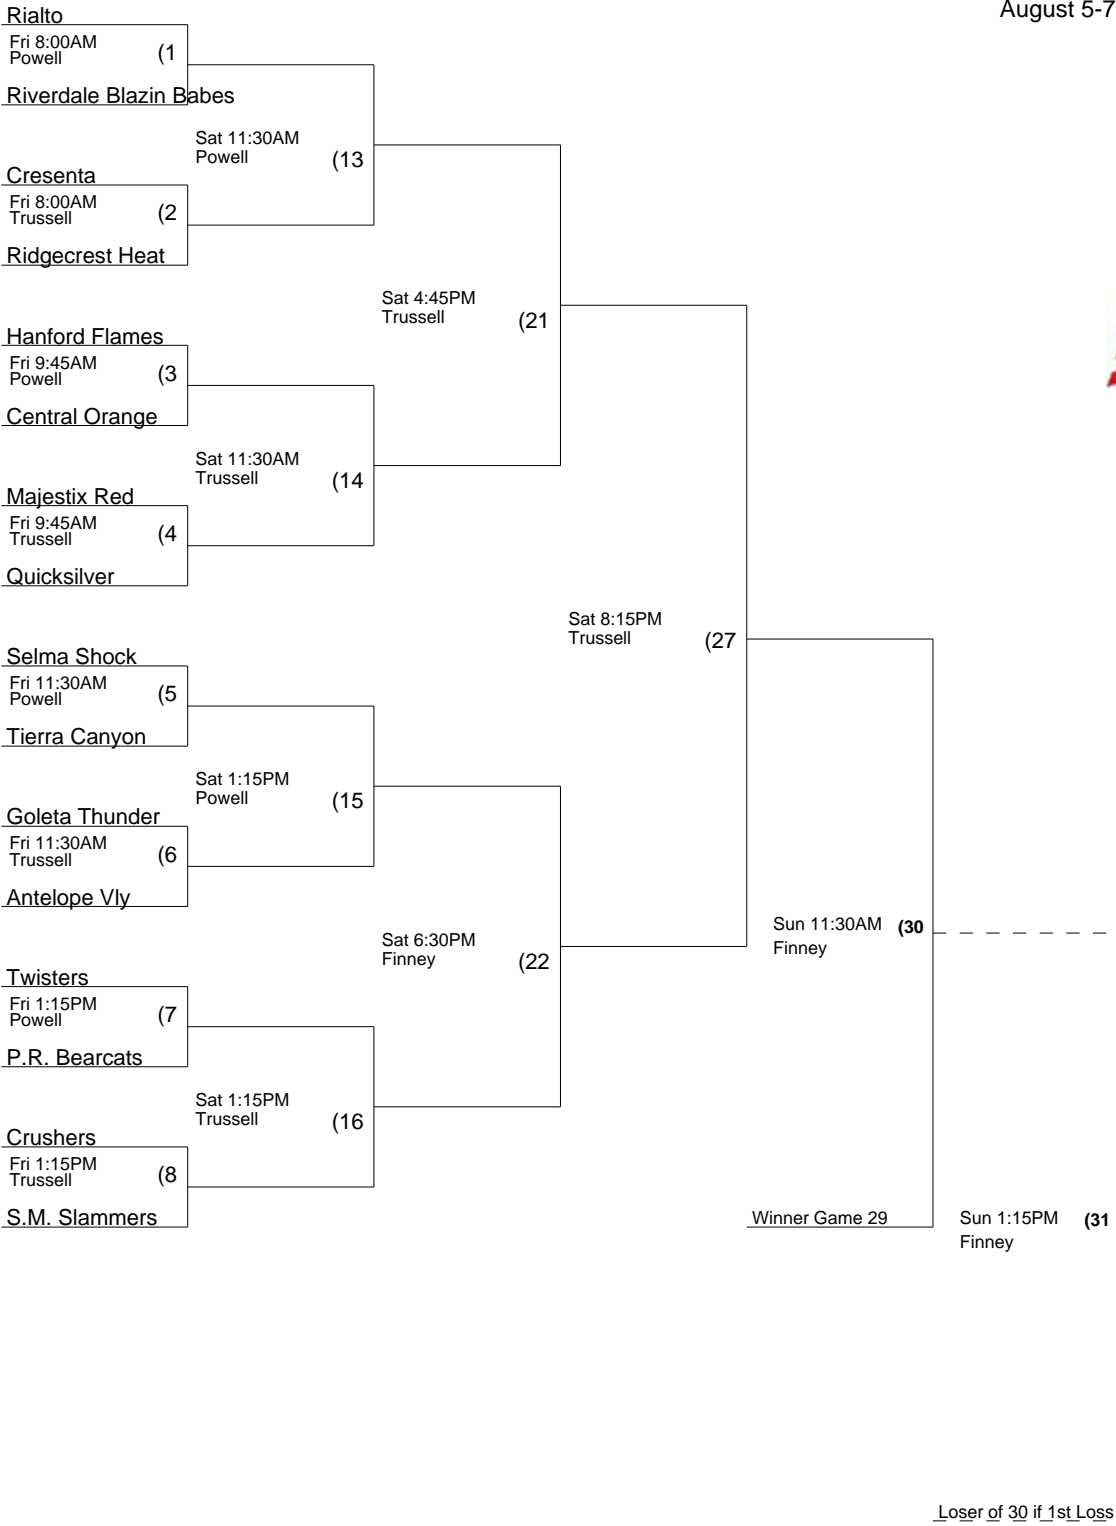 August 5-7
Rialto
Fri 8:00AM
Powell
(1
Riverdale Blazin Babes
Sat 11:30AM
Powell
(13
Cresenta
Fri 8:00AM
Trussell
(2
Ridgecrest Heat
Sat 4:45PM
Trussell
(21
Hanford Flames
Fri 9:45AM
Powell
(3
Central Orange
Sat 11:30AM
Trussell
(14
Majestix Red
Fri 9:45AM
Trussell
(4
Quicksilver
Sat 8:15PM
Trussell
(27
Selma Shock
Fri 11:30AM
Powell
(5
Tierra Canyon
Sat 1:15PM
Powell
(15
Goleta Thunder
Fri 11:30AM
Trussell
(6
Antelope Vly
Sun 11:30AM
Finney
(30
Sat 6:30PM
Finney
(22
Twisters
Fri 1:15PM
Powell
(7
P.R. Bearcats
Sat 1:15PM
Trussell
(16
Crushers
Fri 1:15PM
Trussell
(8
S.M. Slammers
Winner Game 29
Sun 1:15PM
Finney
(31
Loser of 30 if 1st Loss